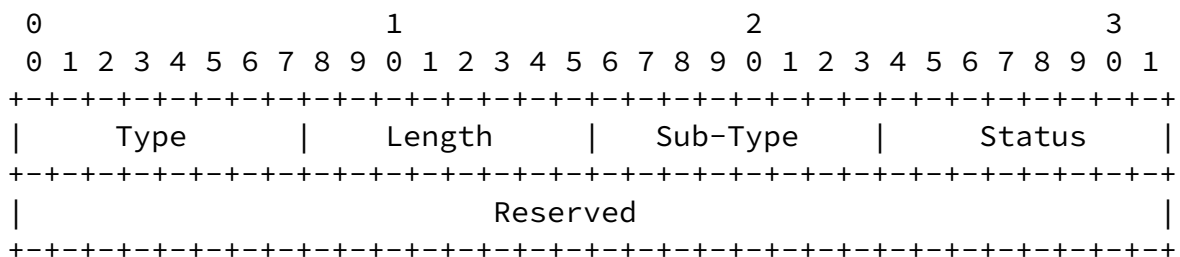 0                   1                   2                   3
 0 1 2 3 4 5 6 7 8 9 0 1 2 3 4 5 6 7 8 9 0 1 2 3 4 5 6 7 8 9 0 1
+-+-+-+-+-+-+-+-+-+-+-+-+-+-+-+-+-+-+-+-+-+-+-+-+-+-+-+-+-+-+-+-+
|     Type      |    Length     |   Sub-Type    |     Status    |
+-+-+-+-+-+-+-+-+-+-+-+-+-+-+-+-+-+-+-+-+-+-+-+-+-+-+-+-+-+-+-+-+
|                          Reserved                             |
+-+-+-+-+-+-+-+-+-+-+-+-+-+-+-+-+-+-+-+-+-+-+-+-+-+-+-+-+-+-+-+-+